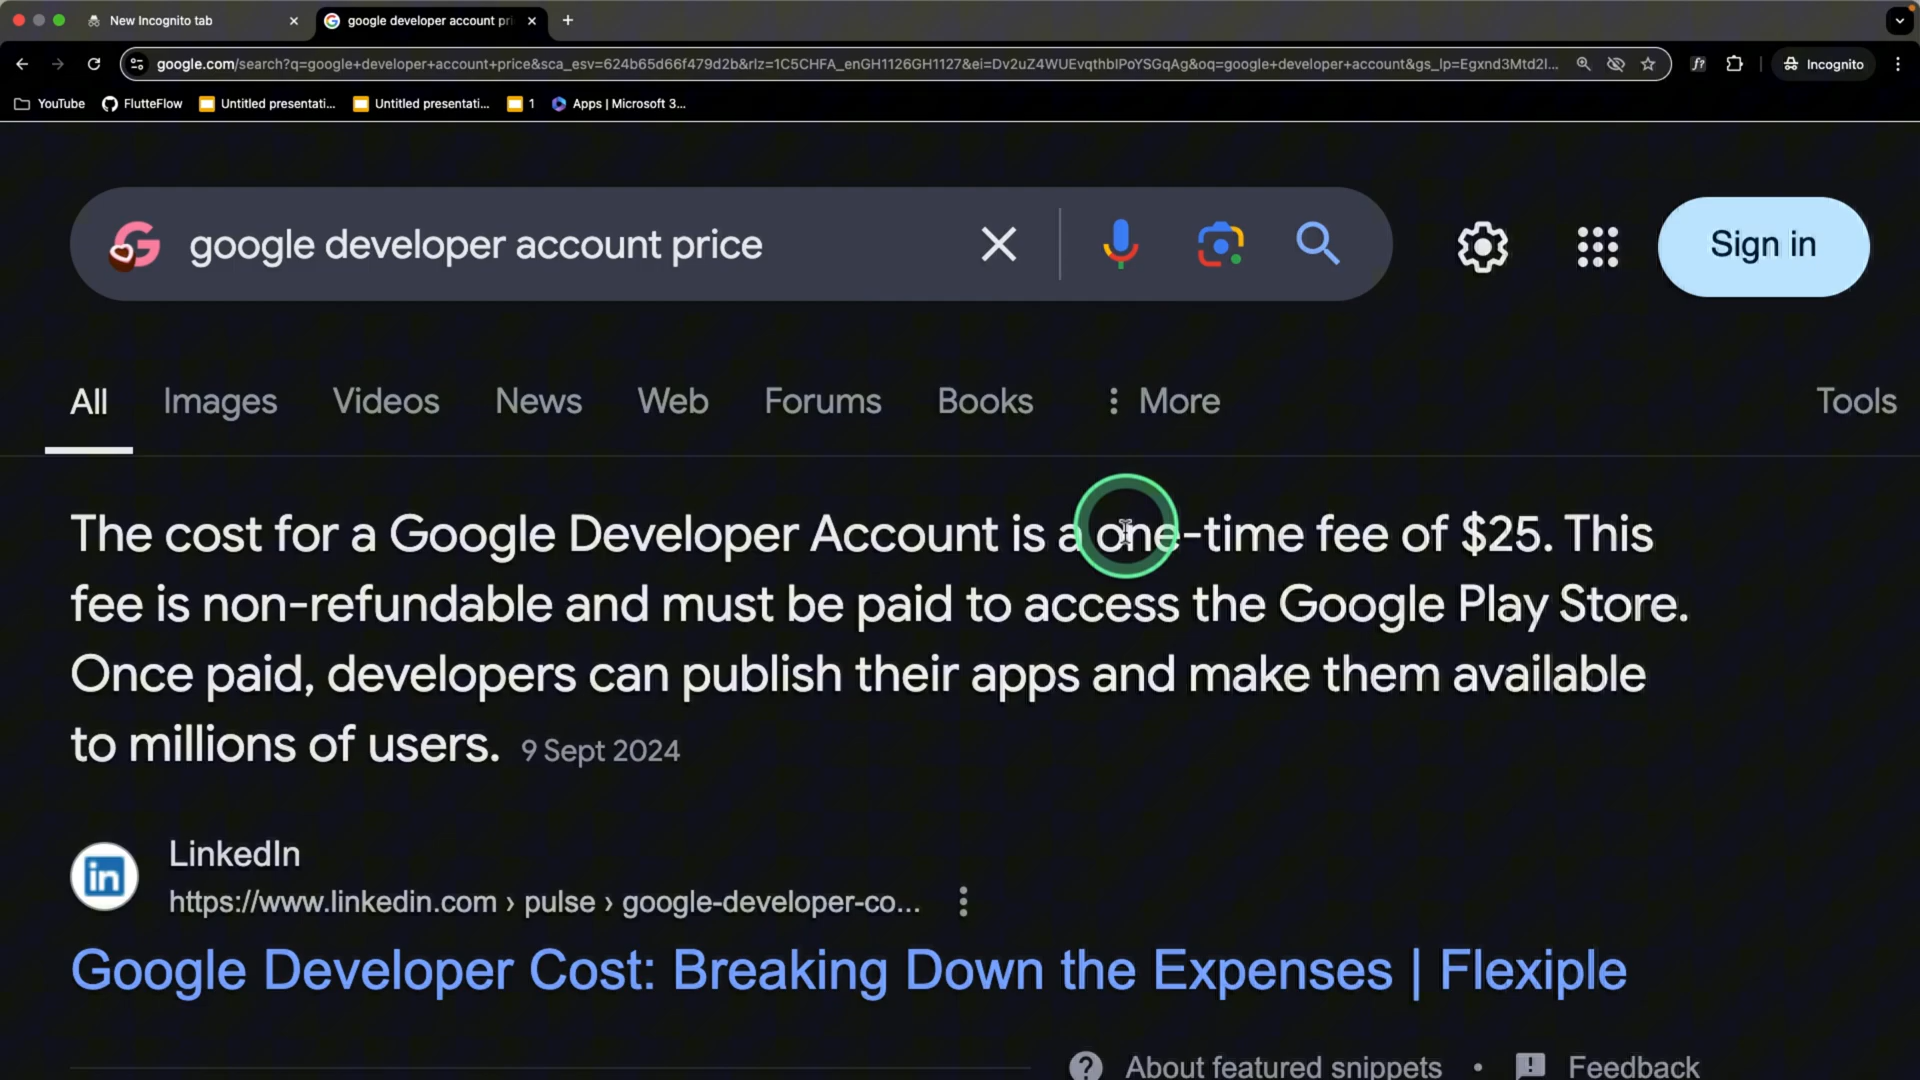 New Incognito tab
google developer account pri
google.com/search?q=google+developer+account+price&sca_esv=624b65d66f479d2b&rlz=1C5CHFA_enGH1126GH1127&ei=Dv2uZ4WUEvqthbIPoYSGqAg&oq=google+developer+account&gs_lp=Egxnd3Mtd2l...
Incognito
YouTube
FlutteFlow
Untitled presentati...
Untitled presentati...
1
Apps | Microsoft 3...
google developer account price
Sign in
All
Images
Videos
News
Web
Forums
Books
More
Tools
The cost for a Google Developer Account is a one-time fee of $25. This
fee is non-refundable and must be paid to access the Google Play Store.
Once paid, developers can publish their apps and make them available
to millions of users. 9 Sept 2024
LinkedIn
https://www.linkedin.com › pulse › google-developer-co...
Google Developer Cost: Breaking Down the Expenses | Flexiple
About featured snippets • Feedback